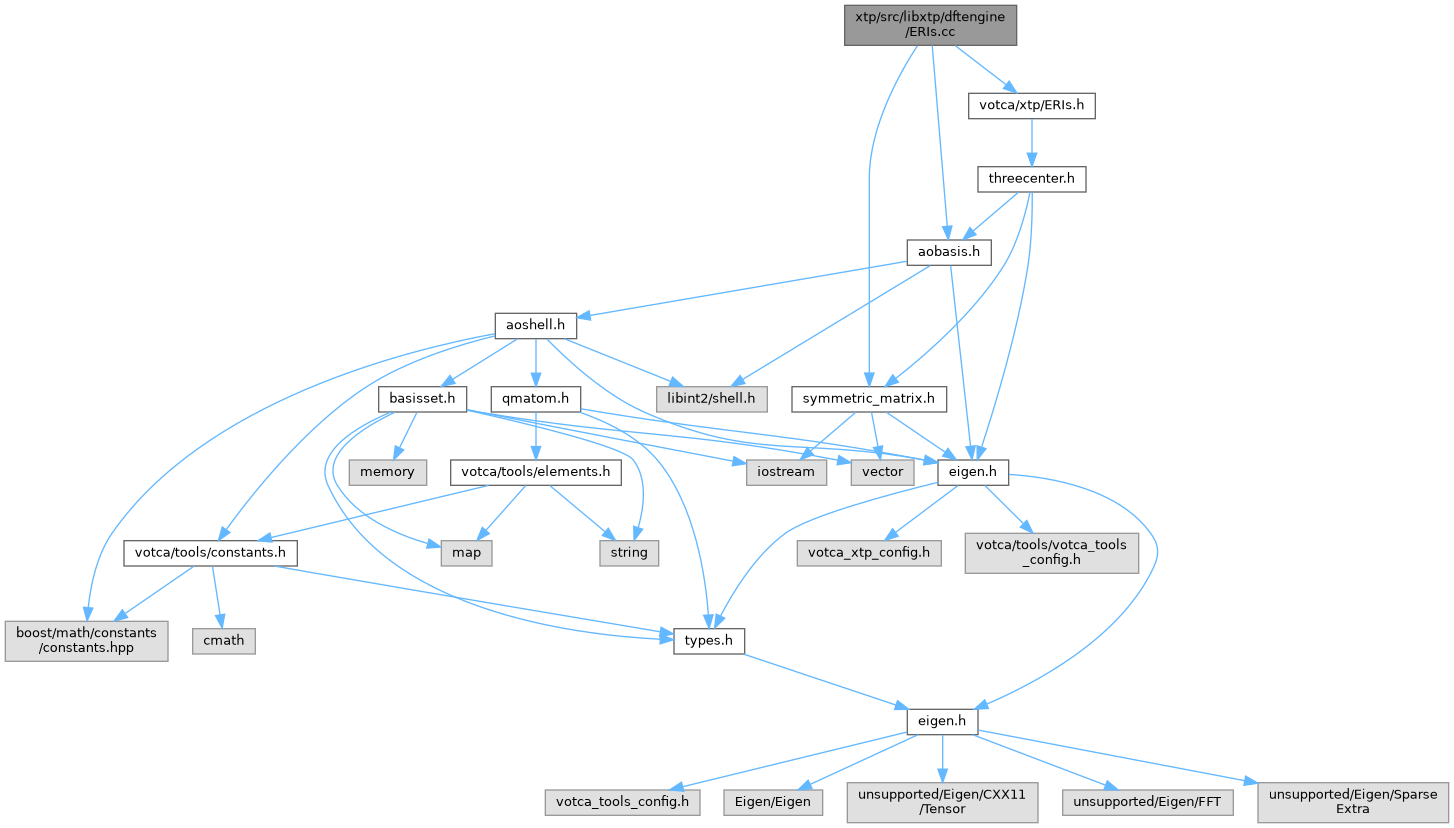 xtp/src/libxtp/dftengine
/ERIs.cc
votca/xtp/ERIs.h
threecenter.h
aobasis.h
aoshell.h
basisset.h
qmatom.h
libint2/shell.h
symmetric_matrix.h
memory
votca/tools/elements.h
iostream
vector
eigen.h
votca/tools/constants.h
map
string
votca_xtp_config.h
votca/tools/votca_tools
_config.h
boost/math/constants
/constants.hpp
cmath
types.h
eigen.h
votca_tools_config.h
Eigen/Eigen
unsupported/Eigen/CXX11
/Tensor
unsupported/Eigen/FFT
unsupported/Eigen/Sparse
Extra